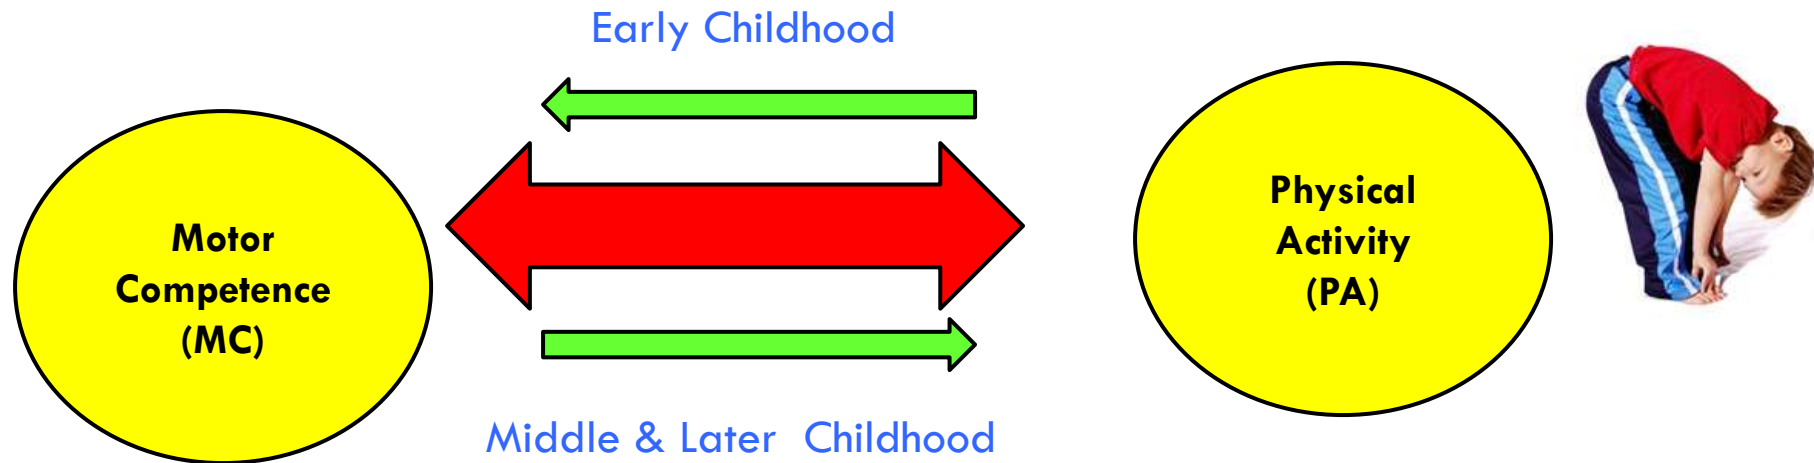 Early Childhood
Motor
Competence
(MC)
Physical
Activity
(PA)
Middle & Later  Childhood